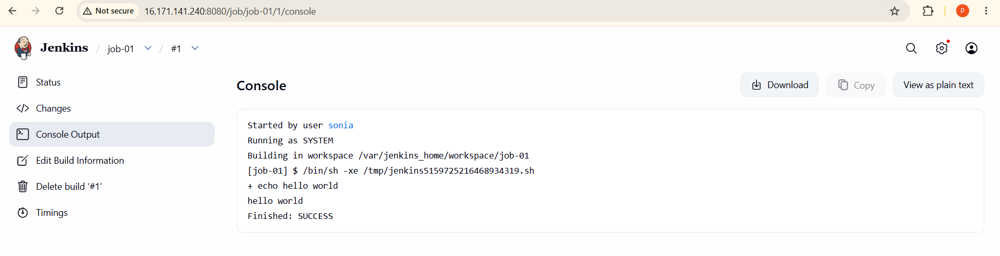 Not secure 16.171.141.240:8080/job/job-01/1/console
P
Jenkins / job-01 / #1
Status
Changes
Console Output
Edit Build Information
Delete build ‘#1’
Timings
Console
Download
Copy
View as plain text
Started by user sonia
Running as SYSTEM
Building in workspace /var/jenkins_home/workspace/job-01
[job-01] $ /bin/sh -xe /tmp/jenkins5159725216468934319.sh
+ echo hello world
hello world
Finished: SUCCESS